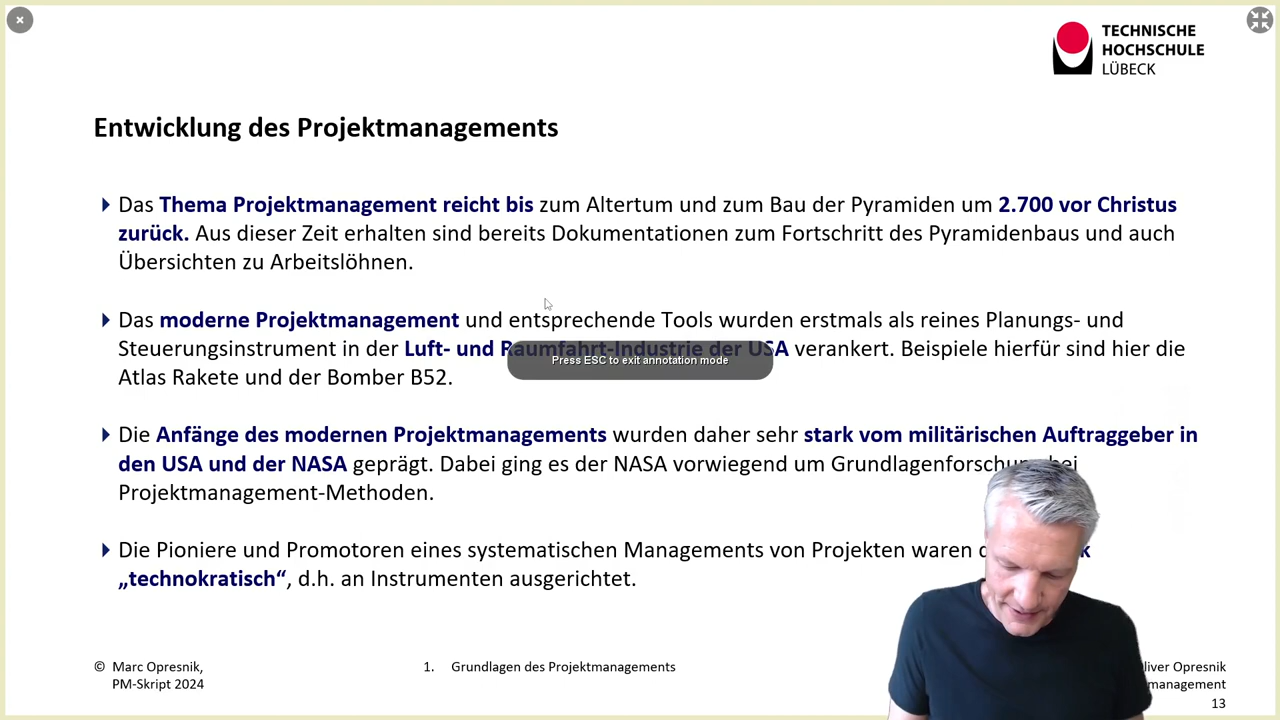 TECHNISCHE
HOCHSCHULE
LÜBECK
Entwicklung des Projektmanagements
Das Thema Projektmanagement reicht bis zum Altertum und zum Bau der Pyramiden um 2.700 vor Christus
zurück. Aus dieser Zeit erhalten sind bereits Dokumentationen zum Fortschritt des Pyramidenbaus und auch
Übersichten zu Arbeitslöhnen.
Das moderne Projektmanagement und entsprechende Tools wurden erstmals als reines Planungs- und
Steuerungsinstrument in der Luft- und Raumfahrt-Industrie der USA verankert. Beispiele hierfür sind hier die
Press ESC to exit annotation mode
Atlas Rakete und der Bomber B52.
Die Anfänge des modernen Projektmanagements wurden daher sehr stark vom militärischen Auftraggeber in
den USA und der NASA geprägt. Dabei ging es der NASA vorwiegend um Grundlagenforschung bei
Projektmanagement-Methoden.
Die Pioniere und Promotoren eines systematischen Managements von Projekten waren
„technokratisch“, d.h. an Instrumenten ausgerichtet.
© Marc Opresnik,
PM-Skript 2024
1. Grundlagen des Projektmanagements
Opresnik
management
13